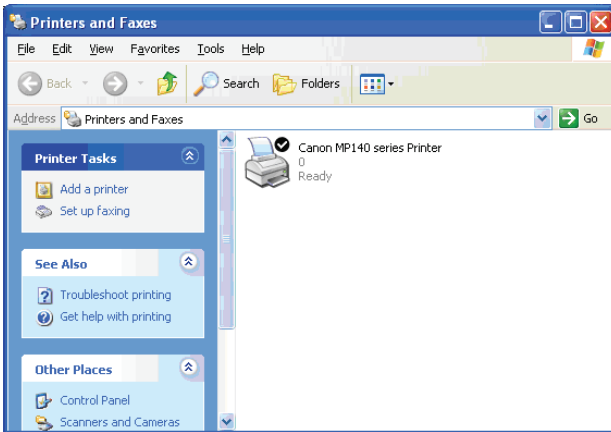 Printers and Faxes
File Edit View Favorites Tools Help
Back Search Folders
Address Printers and Faxes Go
Printer Tasks
Add a printer
Set up faxing
See Also
Troubleshoot printing
Get help with printing
Other Places
Control Panel
Scanners and Cameras
Canon MP140 series Printer
0
Ready